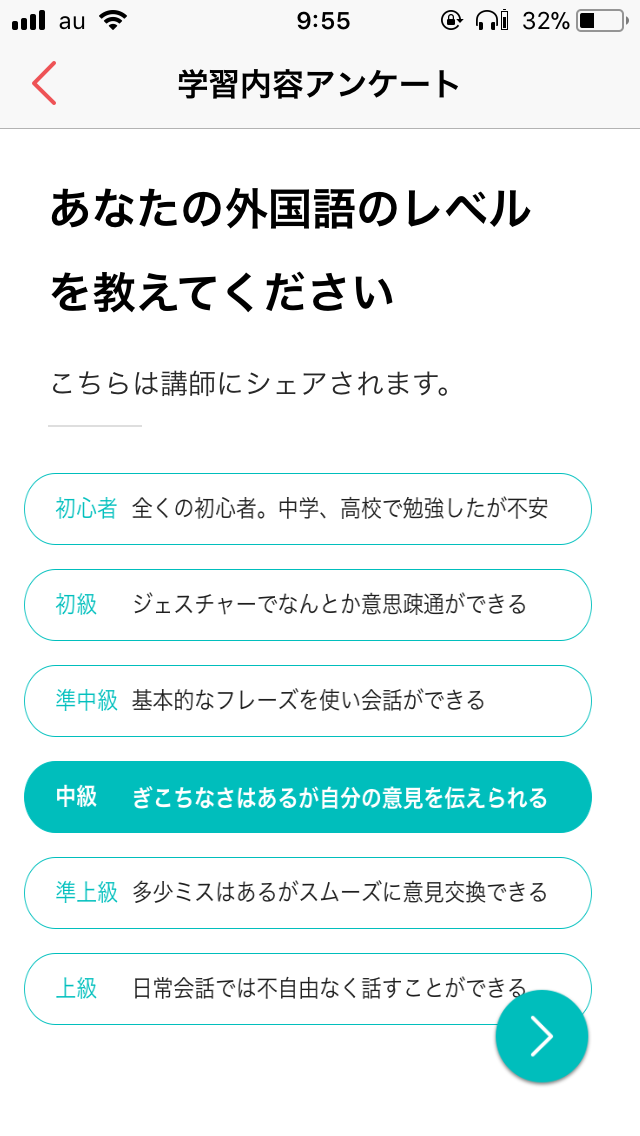 au 9:55 32%
学習内容アンケート
あなたの外国語のレベル
を教えてください
こちらは講師にシェアされます。
初心者 全くの初心者。中学、高校で勉強したが不安
初級 ジェスチャーでなんとか意思疎通ができる
準中級 基本的なフレーズを使い会話ができる
中級 ぎこちなさはあるが自分の意見を伝えられる
準上級 多少ミスはあるがスムーズに意見交換できる
上級 日常会話では不自由なく話すことができる